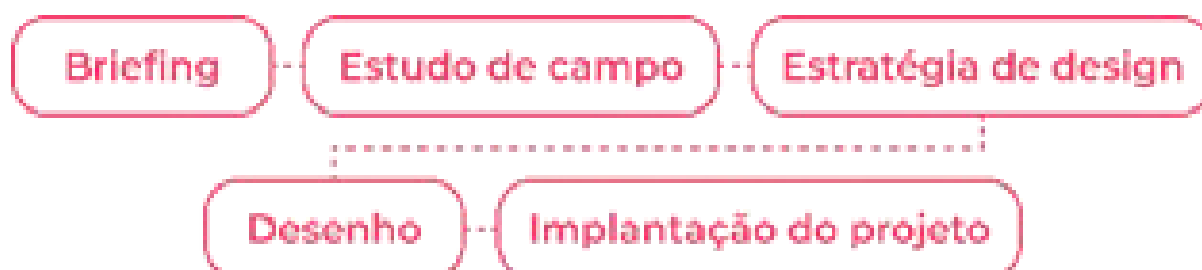 Briefing Estudo de campo Estratégia de design
Desenho Implantação do projeto